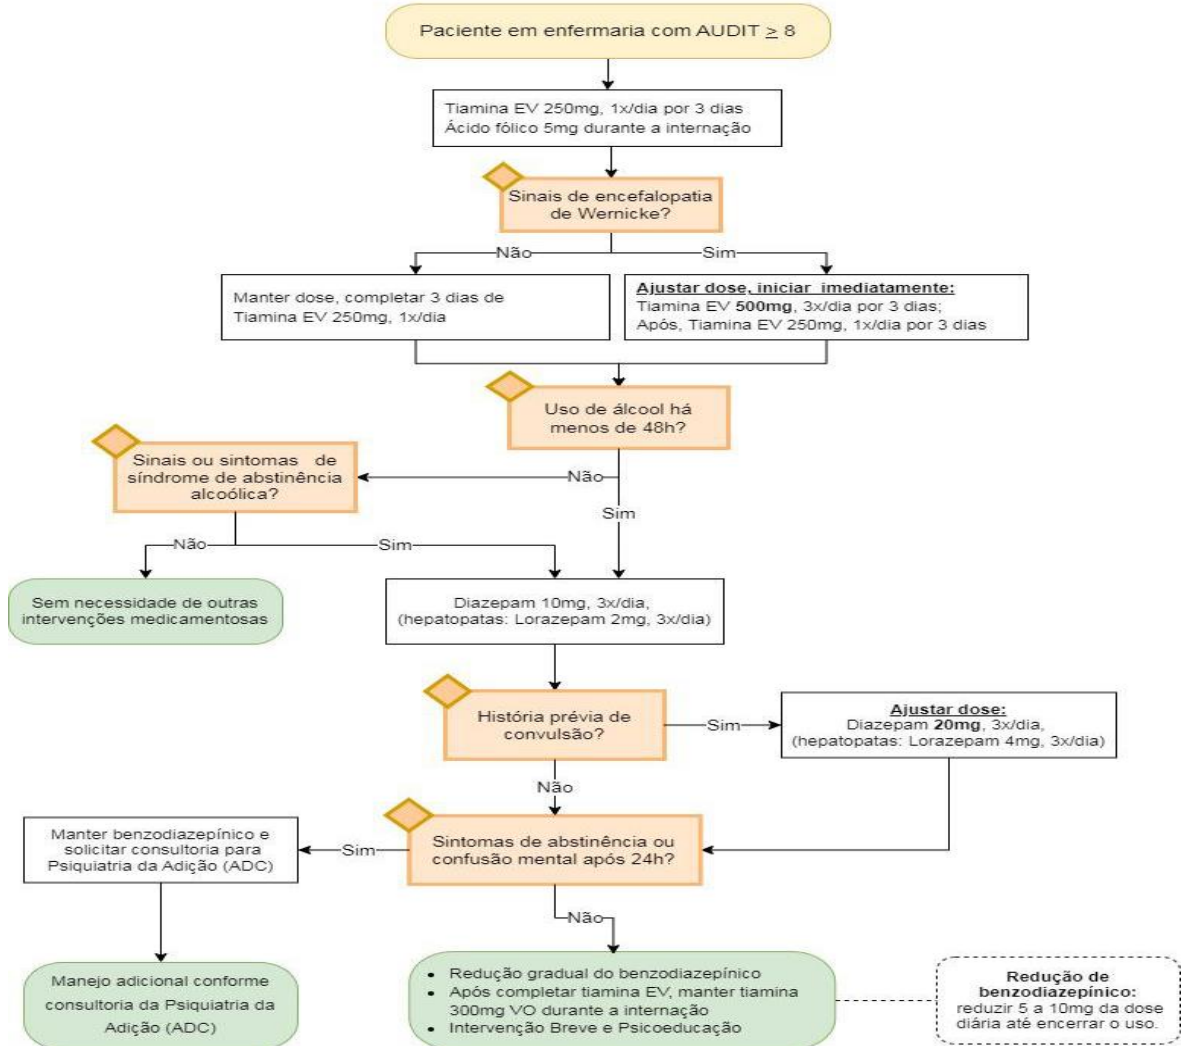 Paciente em enfermaria com AUDIT ≥ 8
Tiamina EV 250mg, 1x/dia por 3 dias
Ácido fólico 5mg durante a internação
Sinais de encefalopatia
de Wernicke?
Não
Sim
Manter dose, completar 3 dias de
Tiamina EV 250mg, 1x/dia
Ajustar dose, iniciar imediatamente:
Tiamina EV 500mg, 3x/dia por 3 dias;
Após, Tiamina EV 250mg, 1x/dia por 3 dias
Uso de álcool há
menos de 48h?
Não
Sim
Sinais ou sintomas de
síndrome de abstinência
alcoólica?
Não
Sim
Sem necessidade de outras
intervenções medicamentosas
Diazepam 10mg, 3x/dia,
(hepatopatas: Lorazepam 2mg, 3x/dia)
História prévia de
convulsão?
Sim
Não
Ajustar dose:
Diazepam 20mg, 3x/dia,
(hepatopatas: Lorazepam 4mg, 3x/dia)
Sintomas de abstinência ou
confusão mental após 24h?
Sim
Não
Manter benzodiazepínico e
solicitar consultoria para
Psiquiatria da Adição (ADC)
Manejo adicional conforme
consultoria da Psiquiatria da
Adição (ADC)
• Redução gradual do benzodiazepínico
• Após completar tiamina EV, manter tiamina
300mg VO durante a internação
• Intervenção Breve e Psicoeducação
Redução de
benzodiazepínico:
reduzir 5 a 10mg da dose
diária até encerrar o uso.